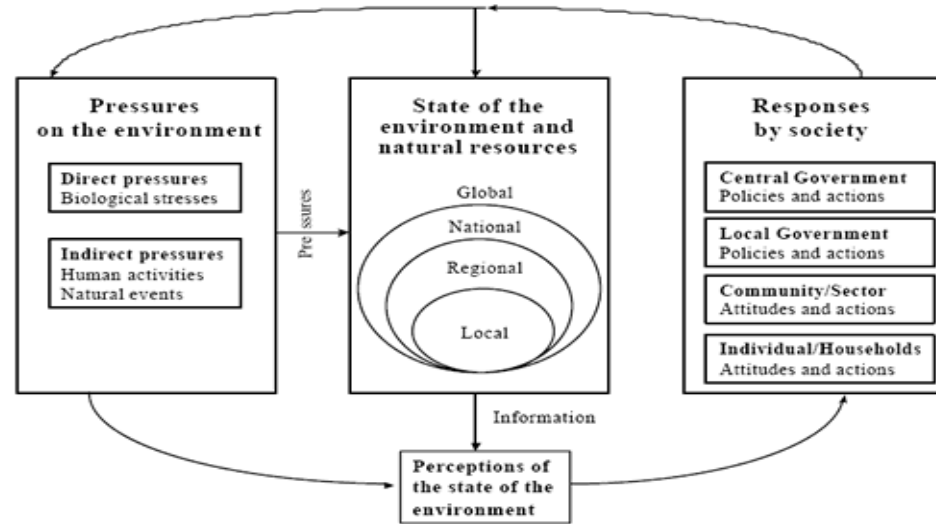 Pressures
on the environment
Direct pressures
Biological stresses
Indirect pressures
Human activities
Natural events
Pressures
State of the
environment and
natural resources
Global
National
Regional
Local
Information
Perceptions of
the state of the
environment
Responses
by society
Central Government
Policies and actions
Local Government
Policies and actions
Community/Sector
Attitudes and actions
Individual/Households
Attitudes and actions